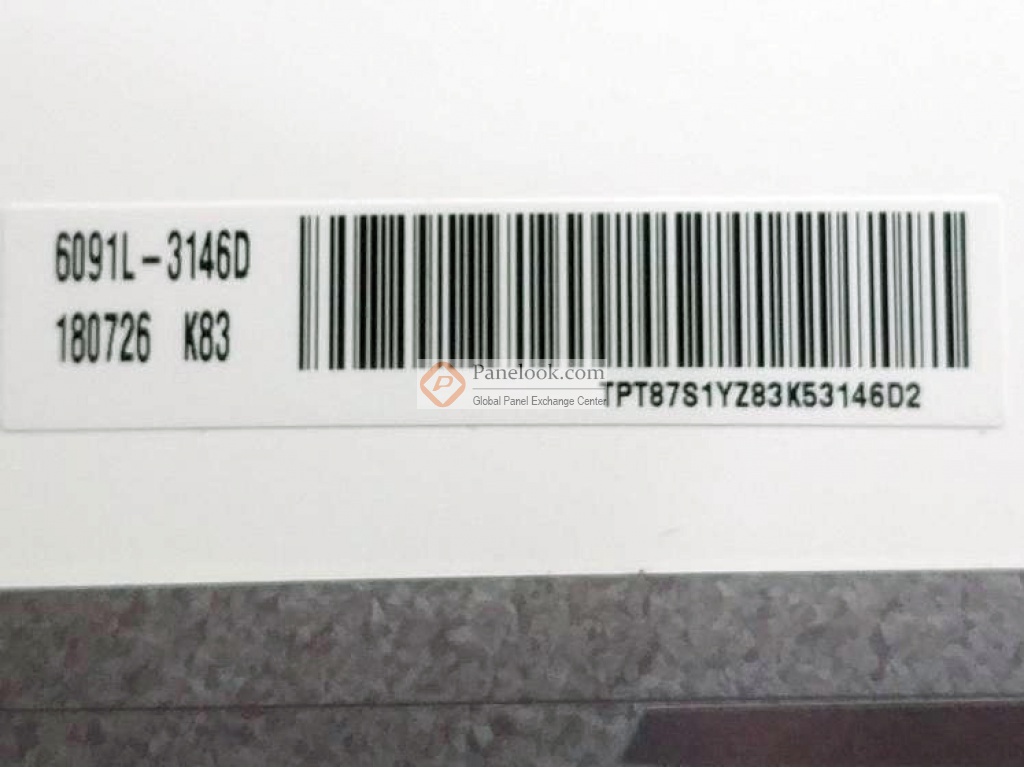 6091L-3146D
180726 K83
Panelook.com
Global Panel Exchange Center
TPT87S1YZ83K53146D2